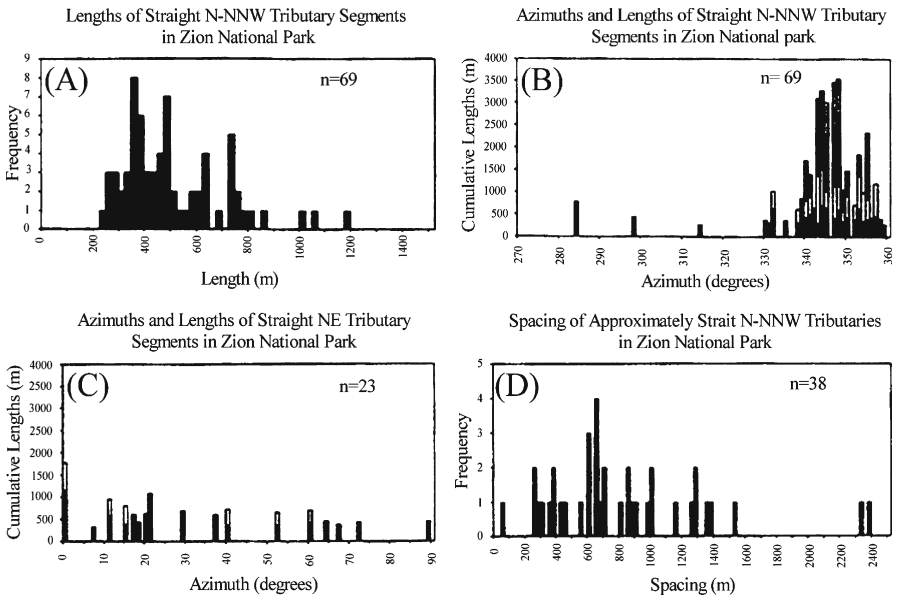 Lengths of Straight N-NNW Tributary Segments
in Zion National Park
(A)
n=69
Frequency
9
8
7
6
5
4
3
2
1
0
0 200 400 600 800 1000 1200 1400
Length (m)
Azimuths and Lengths of Straight N-NNW Tributary
Segments in Zion National park
(B)
n= 69
Cumulative Lengths (m)
4000
3500
3000
2500
2000
1500
1000
500
0
270 280 290 300 310 320 330 340 350 360
Azimuth (degrees)
Azimuths and Lengths of Straight NE Tributary
Segments in Zion National Park
(C)
n=23
Cumulative Lengths (m)
4000
3500
3000
2500
2000
1500
1000
500
0
0 10 20 30 40 50 60 70 80 90
Azimuth (degrees)
Spacing of Approximately Strait N-NNW Tributaries
in Zion National Park
(D)
n=38
Frequency
5
4
3
2
1
0
0 200 400 600 800 1000 1200 1400 1600 1800 2000 2200 2400
Spacing (m)